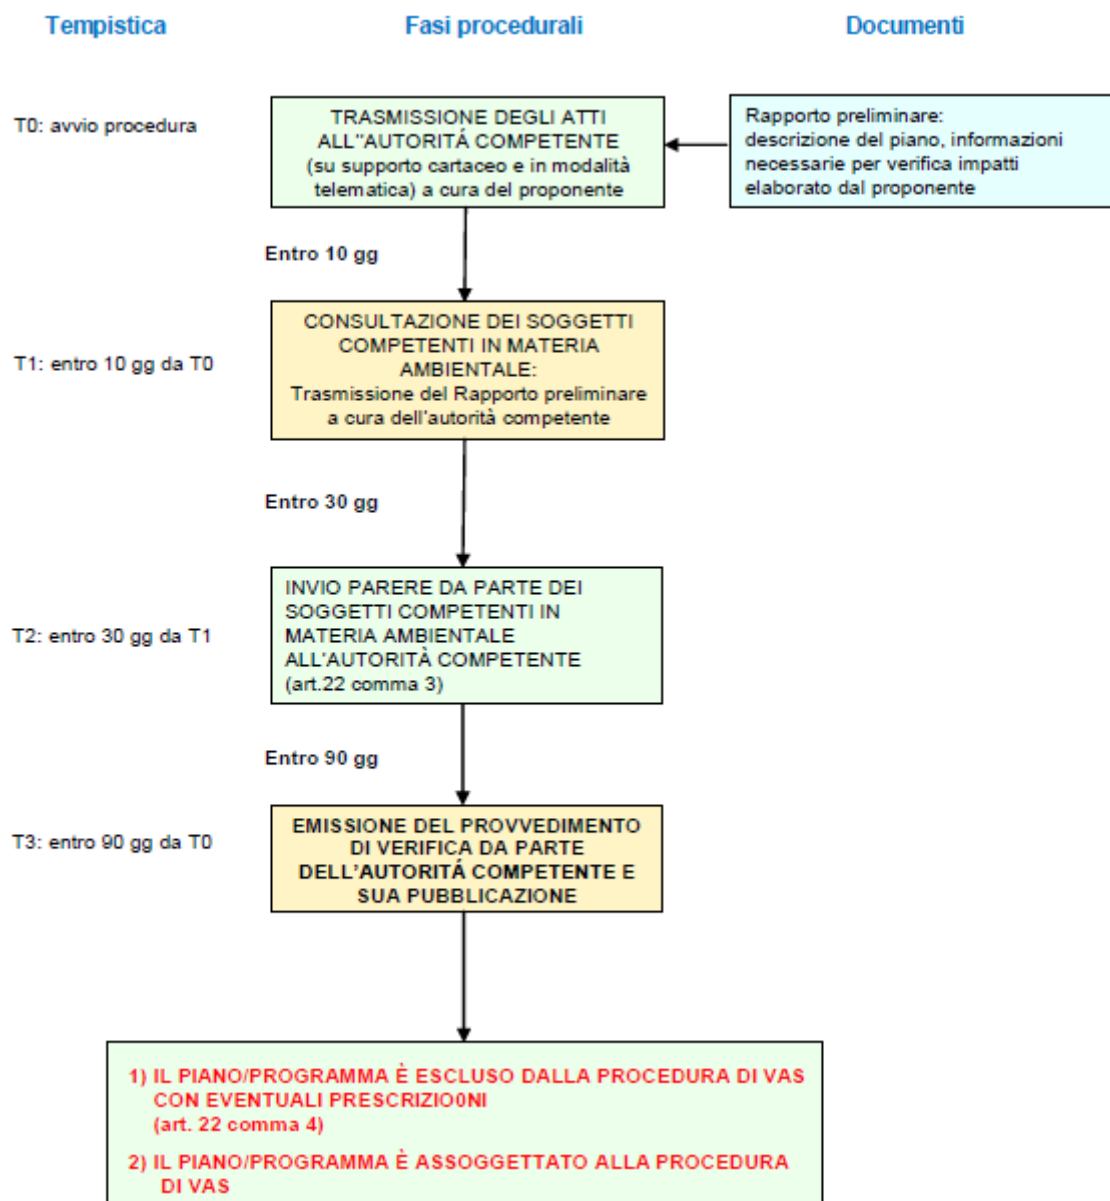 Tempistica
Fasi procedurali
Documenti
T0: avvio procedura
TRASMISSIONE DEGLI ATTI
ALL"AUTORITÁ COMPETENTE
(su supporto cartaceo e in modalità
telematica) a cura del proponente
Rapporto preliminare:
descrizione del piano, informazioni
necessarie per verifica impatti
elaborato dal proponente
Entro 10 gg
T1: entro 10 gg da T0
CONSULTAZIONE DEI SOGGETTI
COMPETENTI IN MATERIA
AMBIENTALE:
Trasmissione del Rapporto preliminare
a cura dell'autorità competente
Entro 30 gg
T2: entro 30 gg da T1
INVIO PARERE DA PARTE DEI
SOGGETTI COMPETENTI IN
MATERIA AMBIENTALE
ALL'AUTORITÀ COMPETENTE
(art.22 comma 3)
Entro 90 gg
T3: entro 90 gg da T0
EMISSIONE DEL PROVVEDIMENTO
DI VERIFICA DA PARTE
DELL'AUTORITÁ COMPETENTE E
SUA PUBBLICAZIONE
1) IL PIANO/PROGRAMMA È ESCLUSO DALLA PROCEDURA DI VAS
CON EVENTUALI PRESCRIZIO0NI
(art. 22 comma 4)
2) IL PIANO/PROGRAMMA È ASSOGGETTATO ALLA PROCEDURA
DI VAS